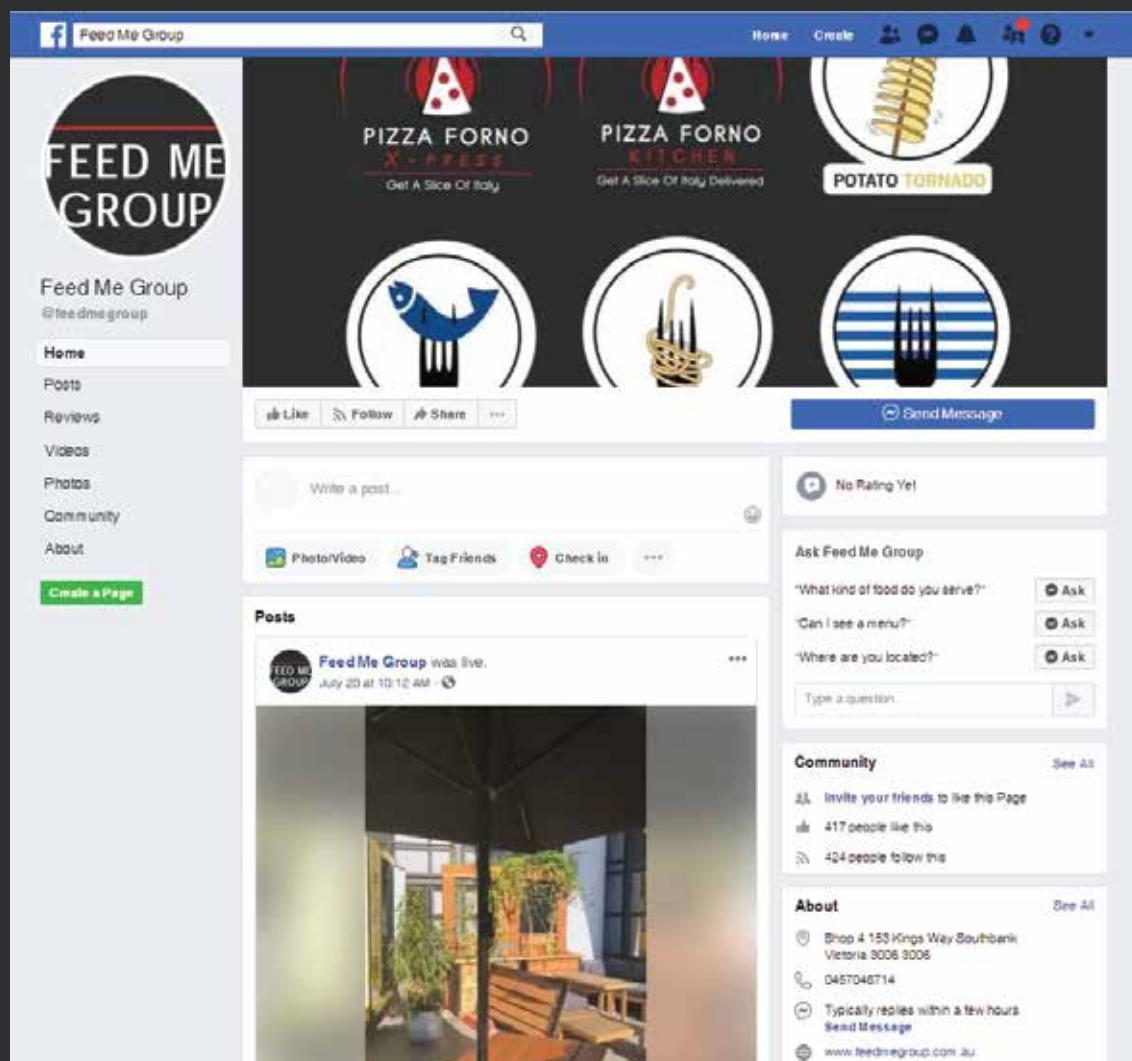 Feed Me Group
Home Create
FEED ME
GROUP
PIZZA FORNO
X-PRESS
Get A Slice Of Italy
PIZZA FORNO
KITCHEN
Get A Slice Of Italy Delivered
POTATO TORNADO
Feed Me Group
@feedmegroup
Home
Posts
Reviews
Videos
Photos
Community
About
Create a Page
Like Follow Share
Send Message
Write a post...
Photo/Video Tag Friends Check in
No Rating Yet
Ask Feed Me Group
"What kind of food do you serve?" Ask
"Can I see a menu?" Ask
"Where are you located?" Ask
Type a question...
Posts
FEED ME
GROUP
Feed Me Group was live.
July 20 at 10:12 AM
Community See All
Invite your friends to like this Page
417 people like this
424 people follow this
About See All
Shop 4 153 Kings Way Southbank
Victoria 3006 3006
0457046714
Typically replies within a few hours
Send Message
www.feedmegroup.com.au